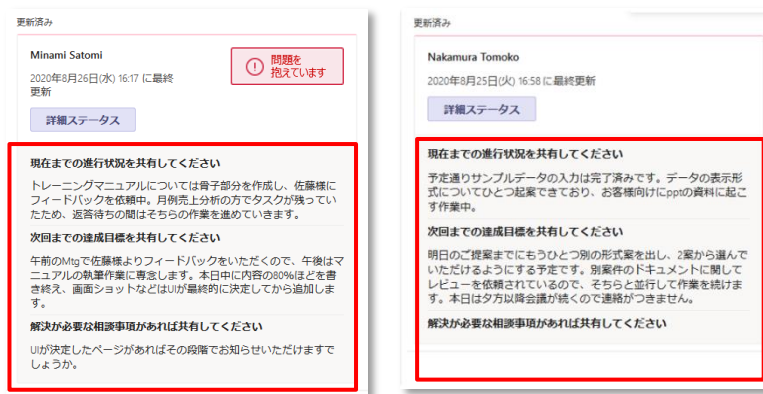 更新済み
Minami Satomi
問題を
抱えています
2020年8月26日(水) 16:17 に最終
更新
詳細ステータス
現在までの進行状況を共有してください
トレーニングマニュアルについては骨子部分を作成し、佐藤様に
フィードバックを依頼中。月例売上分析の方でタスクが残ってい
たため、返答待ちの間はそちらの作業を進めていきます。
次回までの達成目標を共有してください
午前のMtgで佐藤様よりフィードバックをいただくので、午後はマ
ニュアルの執筆作業に専念します。本日中に内容の80%ほどを書
き終え、画面ショットなどはUIが最終的に決定してから追加しま
す。
解決が必要な相談事項があれば共有してください
UIが決定したページがあればその段階でお知らせいただけますで
しょうか。
更新済み
Nakamura Tomoko
2020年8月25日(火) 16:58 に最終更新
詳細ステータス
現在までの進行状況を共有してください
予定通りサンプルデータの入力は完了済みです。データの表示形
式についてひとつ起案できており、お客様向けにpptの資料に起こ
す作業中。
次回までの達成目標を共有してください
明日のご提案までにもうひとつ別の形式案を出し、2案から選んで
いただけるようにする予定です。別案件のドキュメントに関して
レビューを依頼されているので、そちらと並行して作業を続けま
す。本日は夕方以降会議が続くので連絡がつきません。
解決が必要な相談事項があれば共有してください